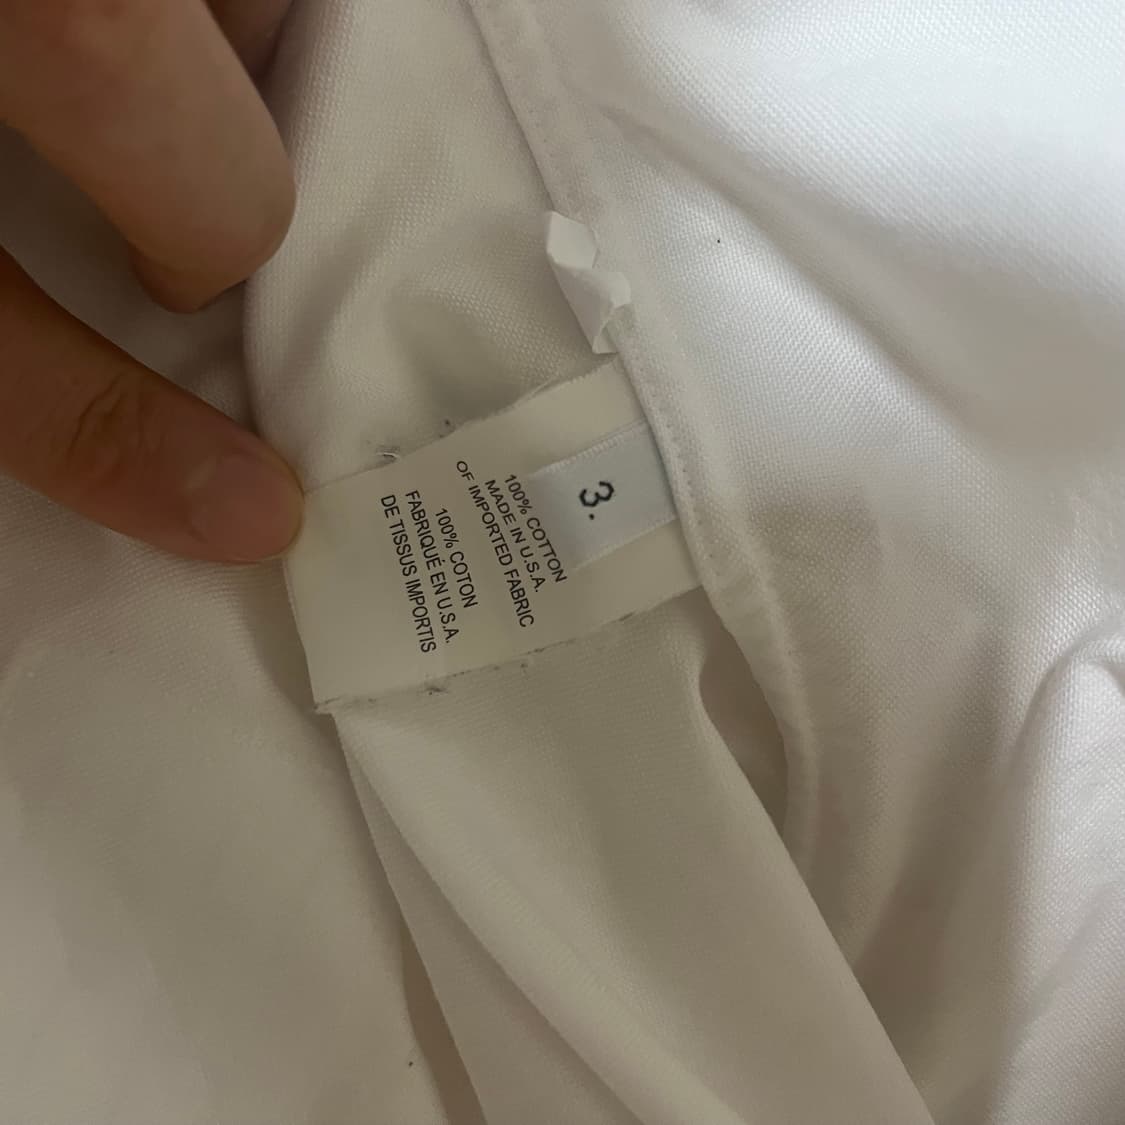 3.
100% COTTON
MADE IN U.S.A.
OF IMPORTED FABRIC
100% COTON
FABRIQUÉ EN U.S.A.
DE TISSUS IMPORTIS